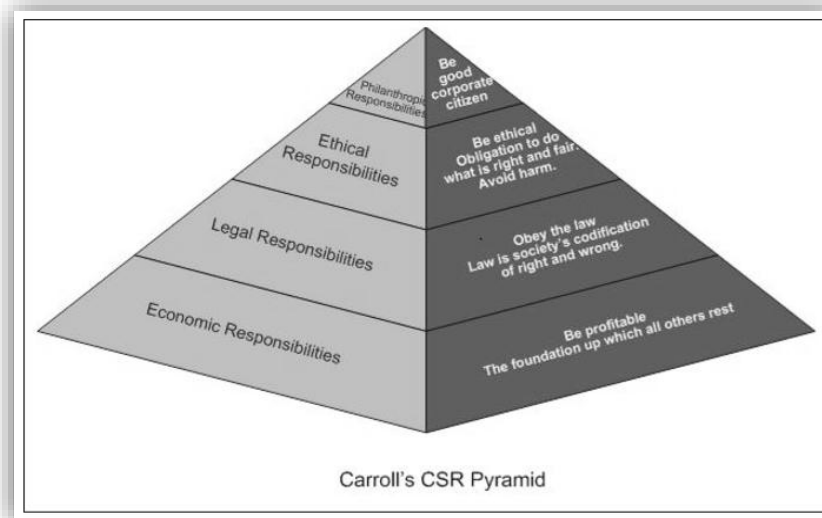 Philanthropic
Responsibilities
Be
good
corporate
citizen
Ethical
Responsibilities
Be ethical
Obligation to do
what is right and fair.
Avoid harm.
Legal Responsibilities
Obey the law
Law is society's codification
of right and wrong.
Economic Responsibilities
Be profitable
The foundation up which all others rest
Carroll's CSR Pyramid